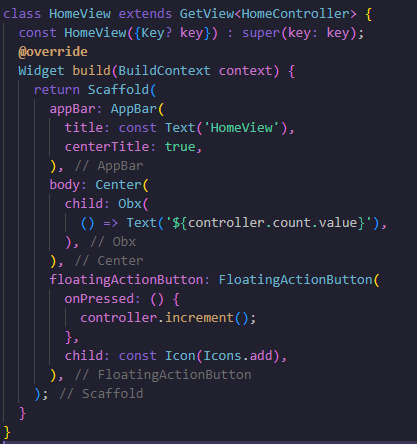 class HomeView extends GetView<HomeController> {
  const HomeView({Key? key}) : super(key: key);
  @override
  Widget build(BuildContext context) {
    return Scaffold(
      appBar: AppBar(
        title: const Text('HomeView'),
        centerTitle: true,
      ), // AppBar
      body: Center(
        child: Obx(
          () => Text('${controller.count.value}'),
        ), // Obx
      ), // Center
      floatingActionButton: FloatingActionButton(
        onPressed: () {
          controller.increment();
        },
        child: const Icon(Icons.add),
      ), // FloatingActionButton
    ); // Scaffold
  }
}